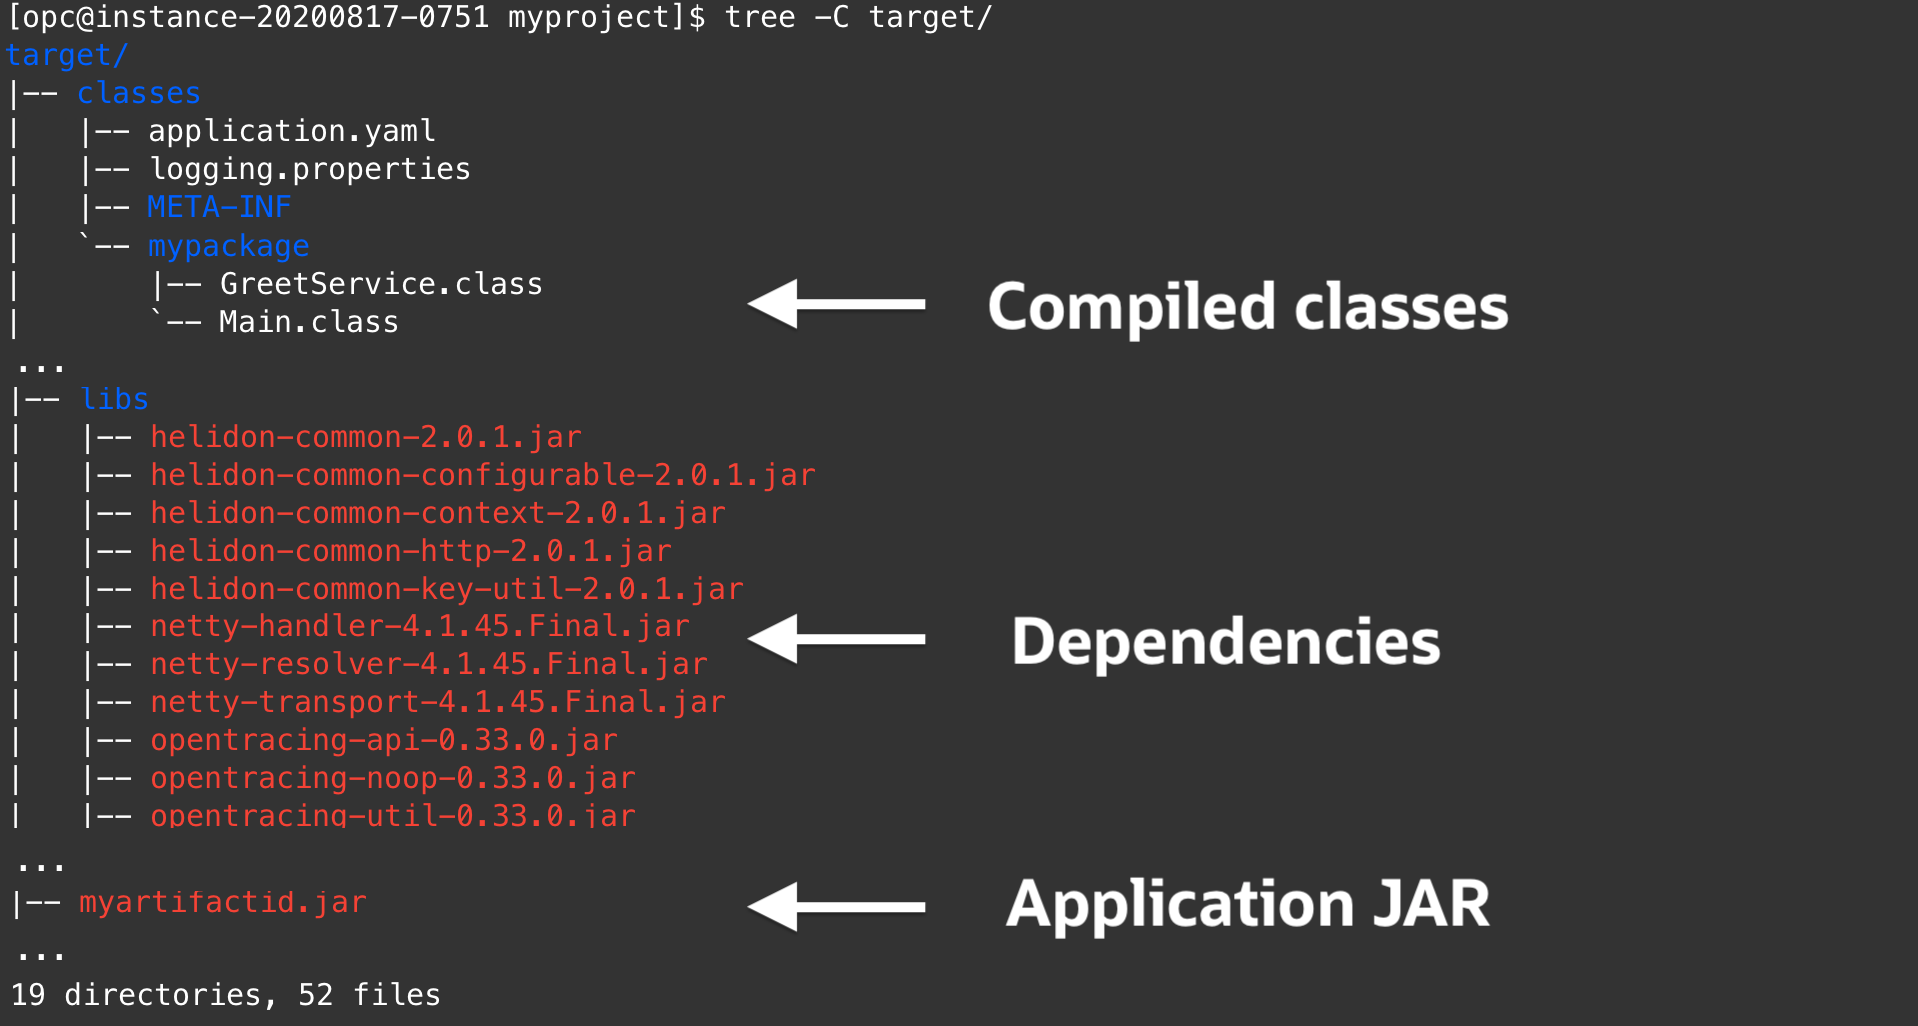 [opc@instance-20200817-0751 myproject]$ tree -C target/
target/
|-- classes
|   |-- application.yaml
|   |-- logging.properties
|   |-- META-INF
|   `-- mypackage
|       |-- GreetService.class
|       `-- Main.class
Compiled classes
...
|-- libs
|   |-- helidon-common-2.0.1.jar
|   |-- helidon-common-configurable-2.0.1.jar
|   |-- helidon-common-context-2.0.1.jar
|   |-- helidon-common-http-2.0.1.jar
|   |-- helidon-common-key-util-2.0.1.jar
|   |-- netty-handler-4.1.45.Final.jar
Dependencies
|   |-- netty-resolver-4.1.45.Final.jar
|   |-- netty-transport-4.1.45.Final.jar
|   |-- opentracing-api-0.33.0.jar
|   |-- opentracing-noop-0.33.0.jar
|   |-- opentracing-util-0.33.0.jar
...
|-- myartifactid.jar
Application JAR
...
19 directories, 52 files